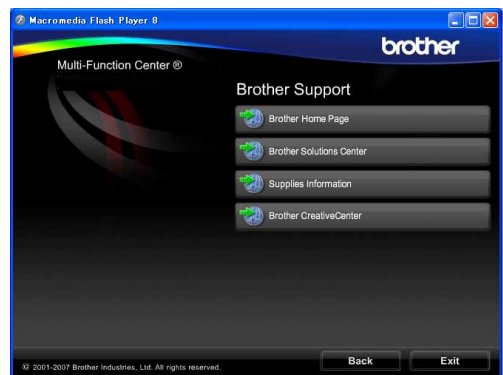 Macromedia Flash Player 8
brother
Multi-Function Center ®
Brother Support
Brother Home Page
Brother Solutions Center
Supplies Information
Brother CreativeCenter
Back
Exit
© 2001-2007 Brother Industries, Ltd. All rights reserved.